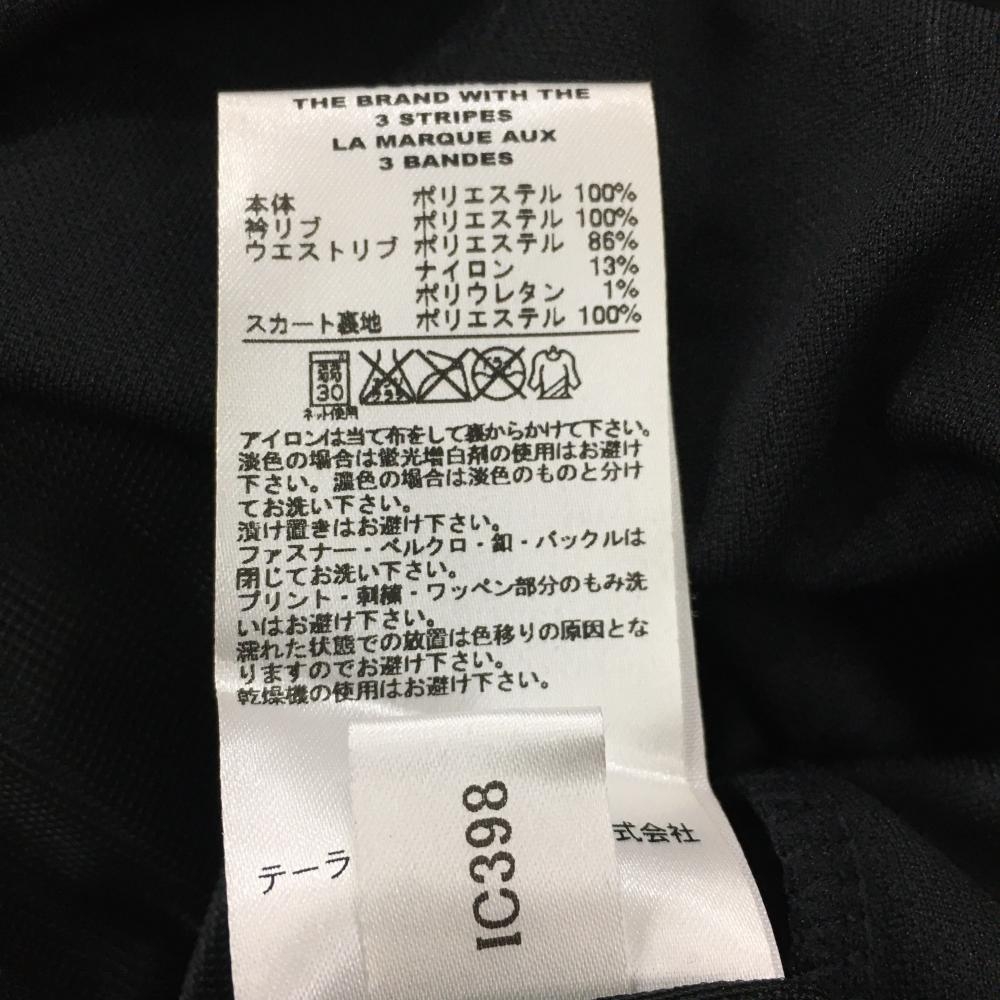 THE BRAND WITH THE
3 STRIPES
LA MARQUE AUX
3 BANDES
本体 ポリエステル 100%
衿リブ ポリエステル 100%
ウエストリブ ポリエステル 86%
ナイロン 13%
ポリウレタン 1%
スカート裏地 ポリエステル 100%
弱
30
ネット使用
アイロンは当て布をして裏からかけて下さい。
淡色の場合は蛍光増白剤の使用はお避け
下さい。濃色の場合は淡色のものと分け
てお洗い下さい。
漬け置きはお避け下さい。
ファスナー・ベルクロ・釦・バックルは
閉じてお洗い下さい。
プリント・刺繍・ワッペン部分のもみ洗
いはお避け下さい。
濡れた状態での放置は色移りの原因とな
りますのでお避け下さい。
乾燥機の使用はお避け下さい。
テーラ
式会社
IC398